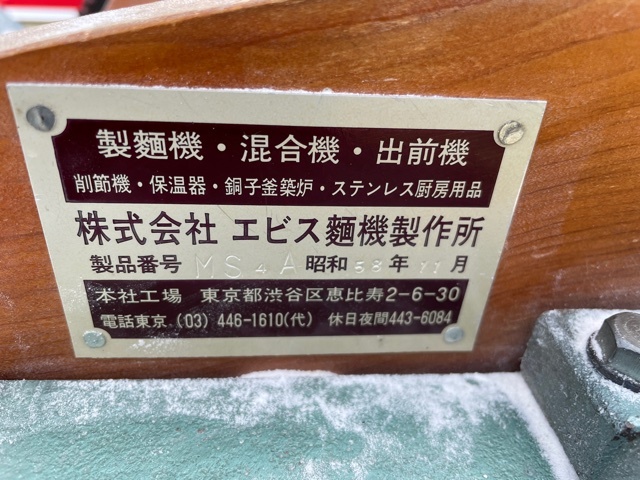 製麵機・混合機・出前機
削節機・保温器・銅子釜築炉・ステンレス厨房用品
株式会社 エビス麵機製作所
製品番号 MS4A 昭和58年11月
本社工場 東京都渋谷区恵比寿2-6-30
電話東京 (03) 446-1610(代) 休日夜間443-6084